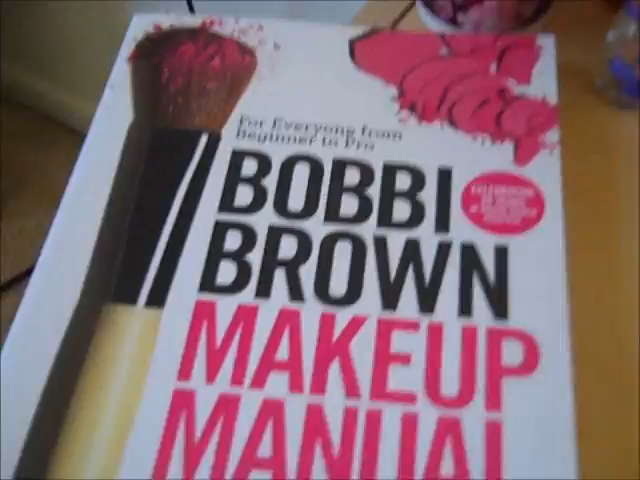 For Everyone from
Beginner to Pro
BOBBI
BROWN
MAKEUP
MANUAL